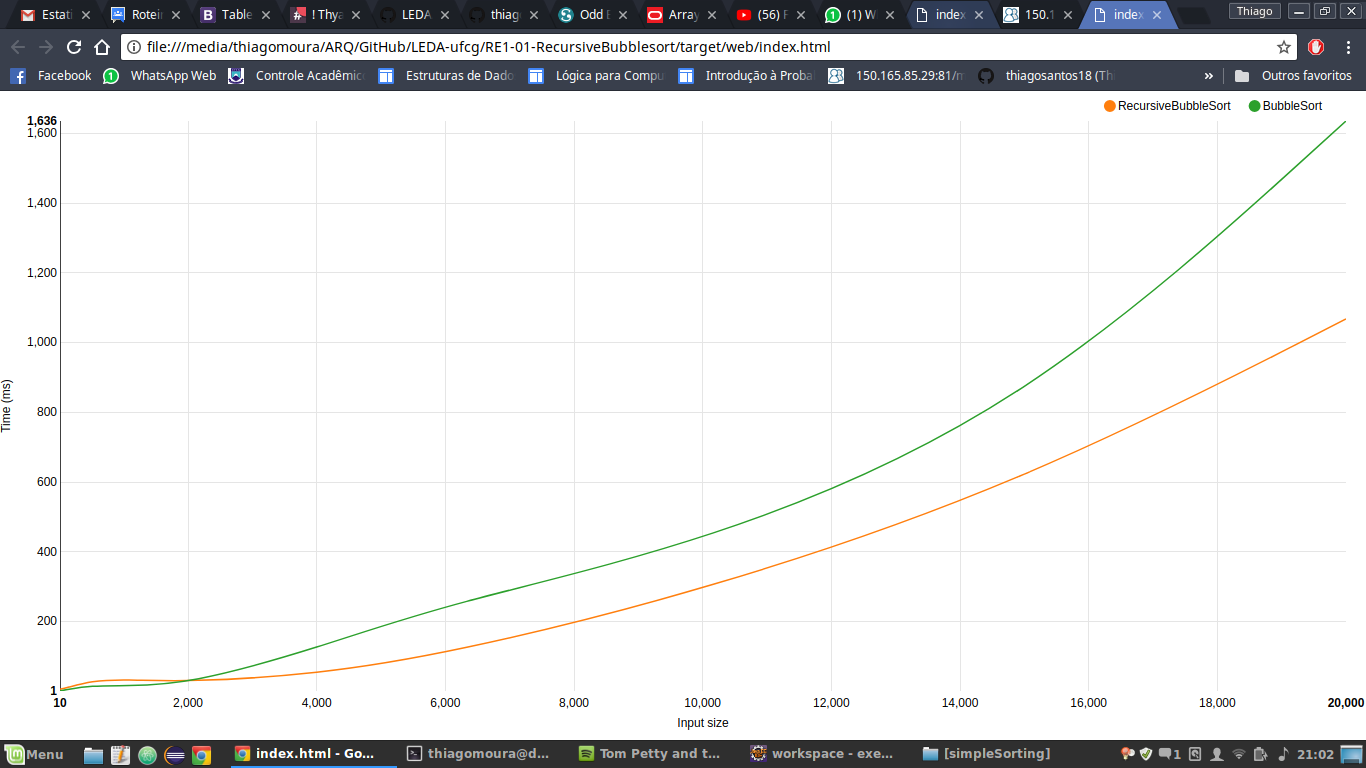 Estati
Rotei
Table
! Thya
LEDA
thiag
Odd E
Array
(56) F
(1) W
index
150.1
index
Thiago
file:///media/thiagomoura/ARQ/GitHub/LEDA-ufcg/RE1-01-RecursiveBubblesort/target/web/index.html
Facebook
WhatsApp Web
Controle Acadêmic
Estruturas de Dado
Lógica para Compu
Introdução à Proba
150.165.85.29:81/m
thiagosantos18 (Thi
»
Outros favoritos
RecursiveBubbleSort
BubbleSort
1,636
1,600
1,400
1,200
1,000
800
600
400
200
1
Time (ms)
10
2,000
4,000
6,000
8,000
10,000
12,000
14,000
16,000
18,000
20,000
Input size
Menu
index.html - Go...
thiagomoura@d...
Tom Petty and t...
workspace - exe...
[simpleSorting]
1
21:02